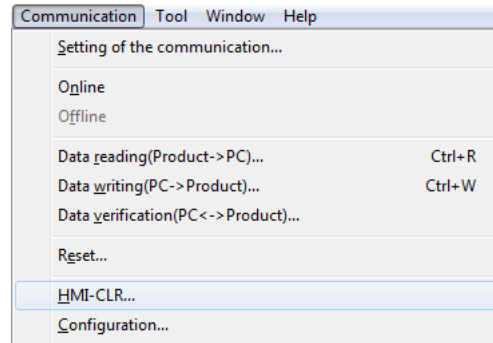 Communication Tool Window Help
Setting of the communication...
Online
Offline
Data reading(Product->PC)... Ctrl+R
Data writing(PC->Product)... Ctrl+W
Data verification(PC<->Product)...
Reset...
HMI-CLR...
Configuration...